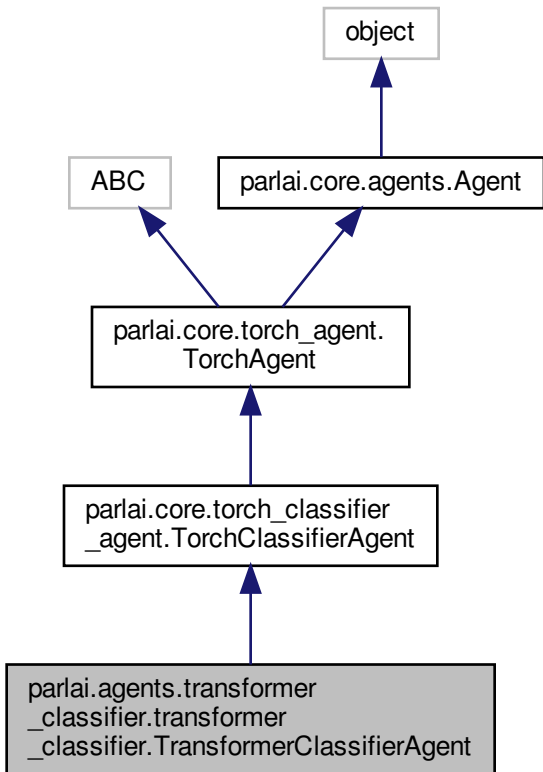 object
ABC
parlai.core.agents.Agent
parlai.core.torch_agent.
TorchAgent
parlai.core.torch_classifier
_agent.TorchClassifierAgent
parlai.agents.transformer
_classifier.transformer
_classifier.TransformerClassifierAgent